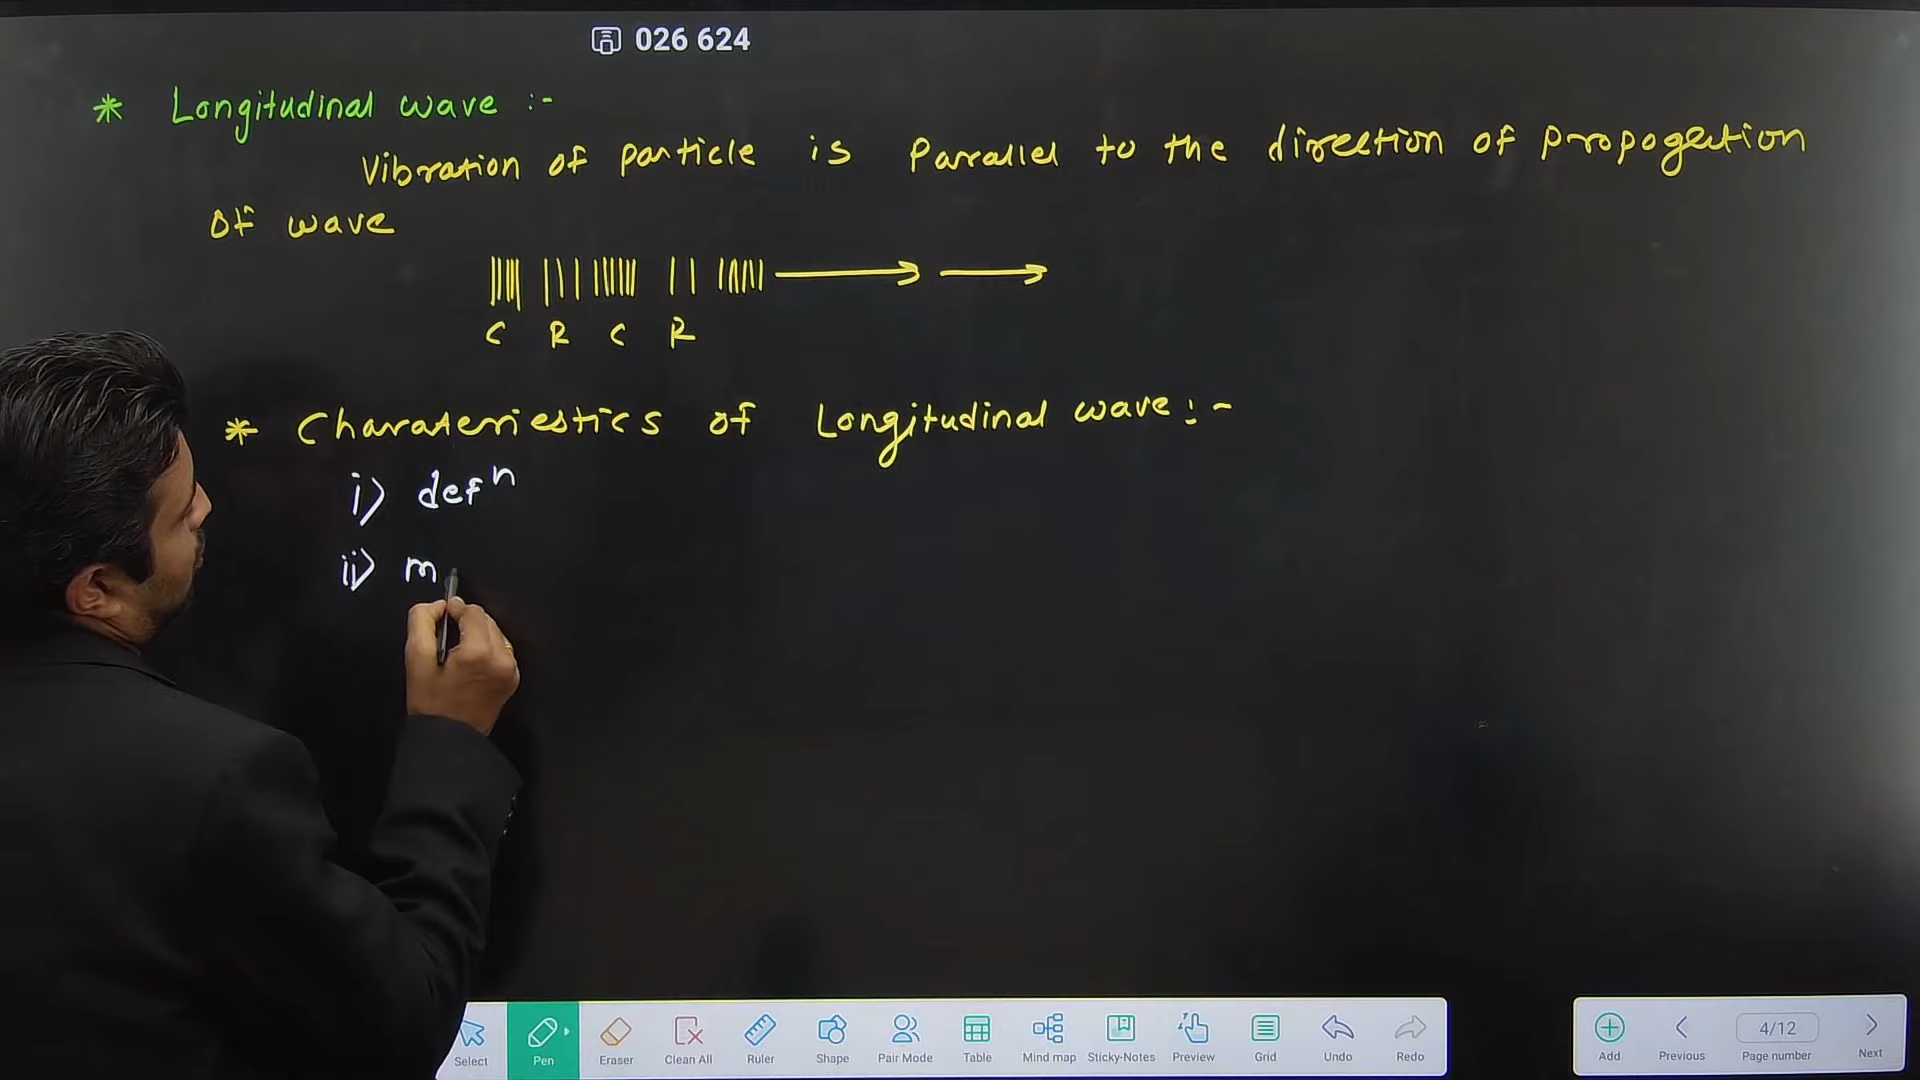 026 624
* Longitudinal wave :-
Vibration of particle is Parallel to the direction of propogation
of wave
C R C R
* Charateriestics of Longitudinal wave :-
i) defⁿ
ii) m
Select Pen Eraser Clean All Ruler Shape Pair Mode Table Mind map Sticky-Notes Preview Grid Undo Redo
Add Previous 4/12 Page number Next